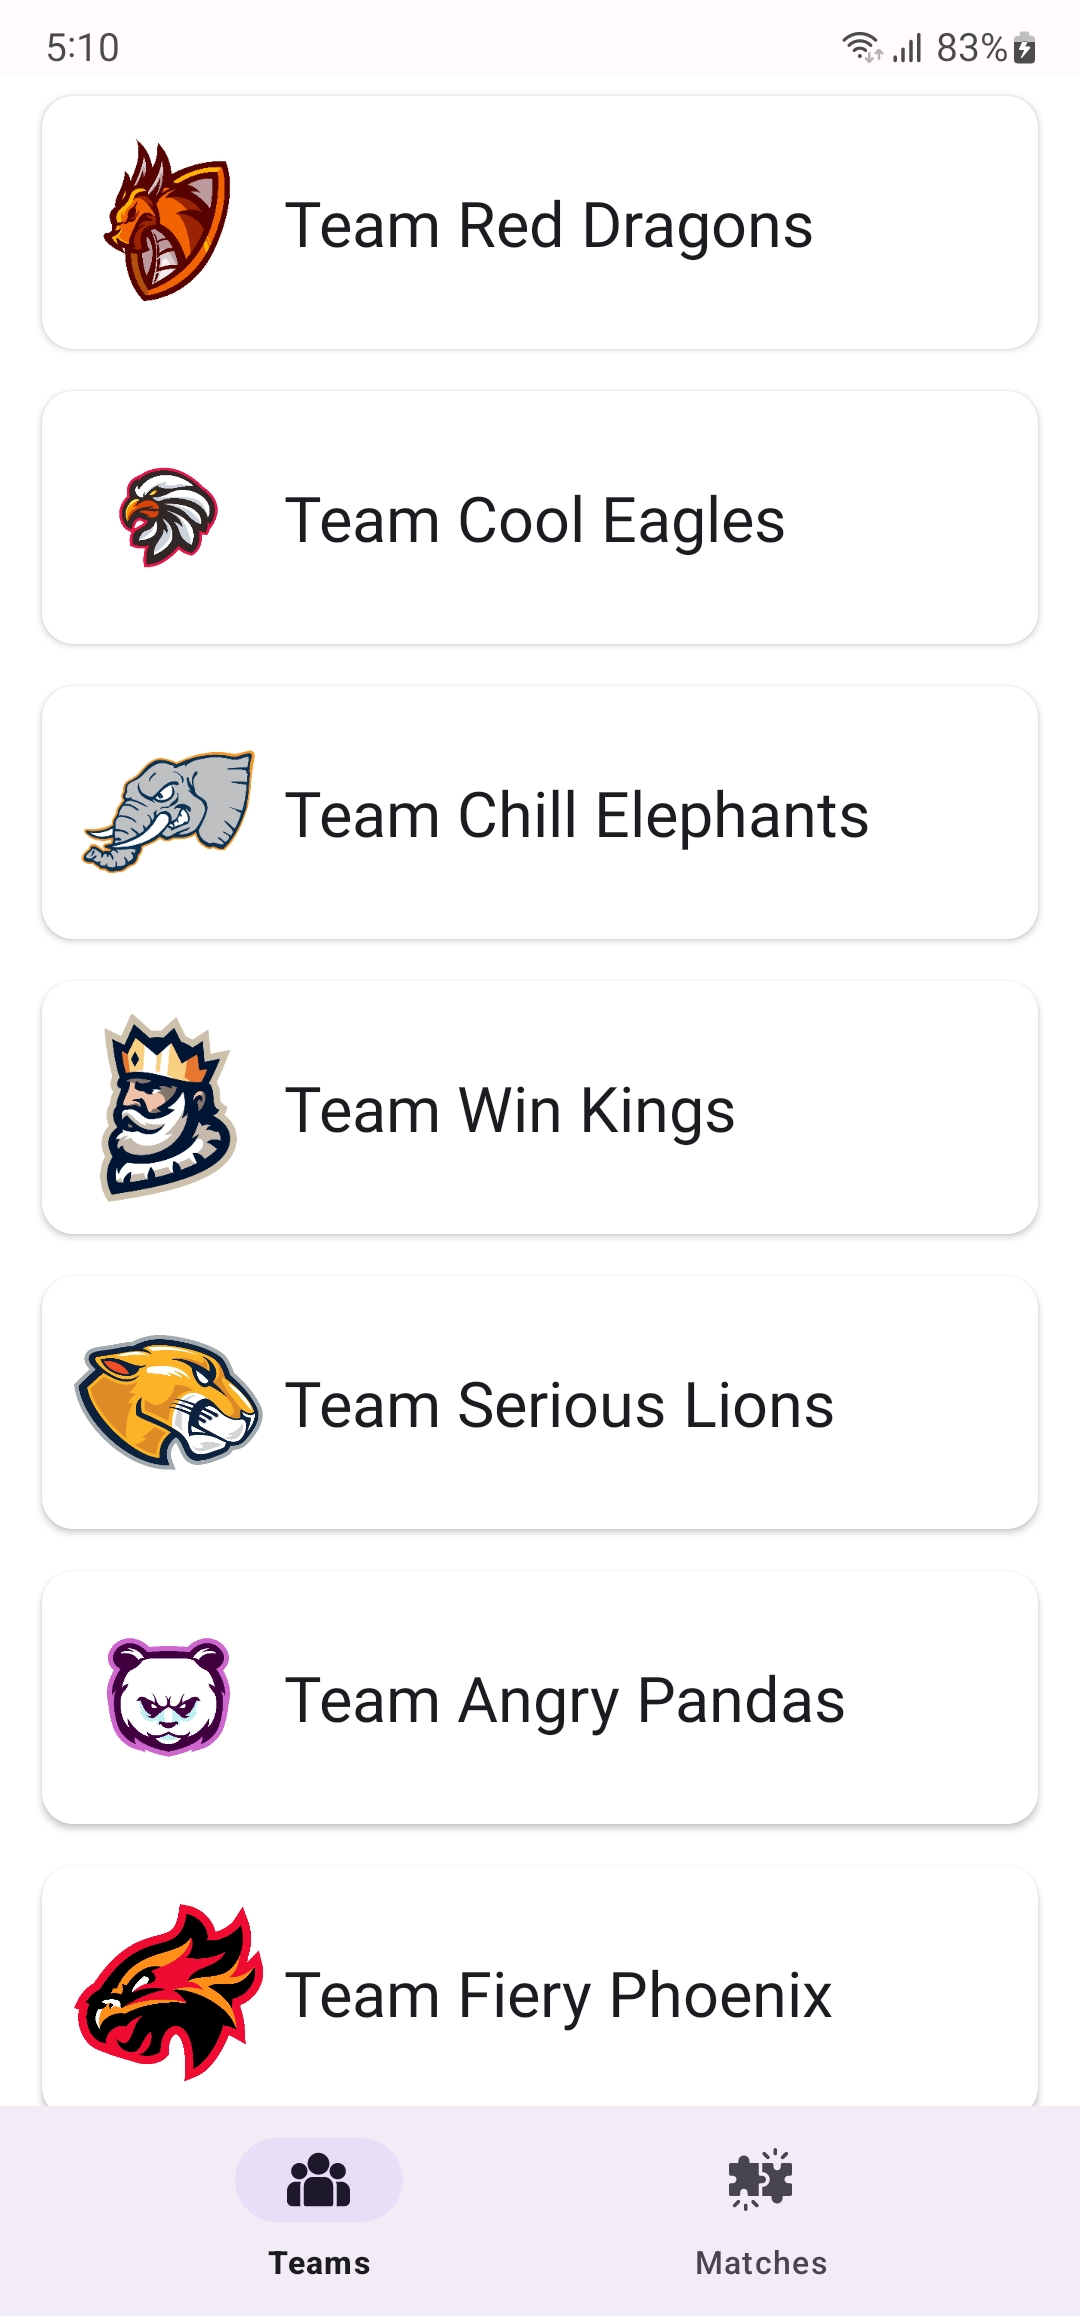 5:10
83%
Team Red Dragons
Team Cool Eagles
Team Chill Elephants
Team Win Kings
Team Serious Lions
Team Angry Pandas
Team Fiery Phoenix
Teams
Matches